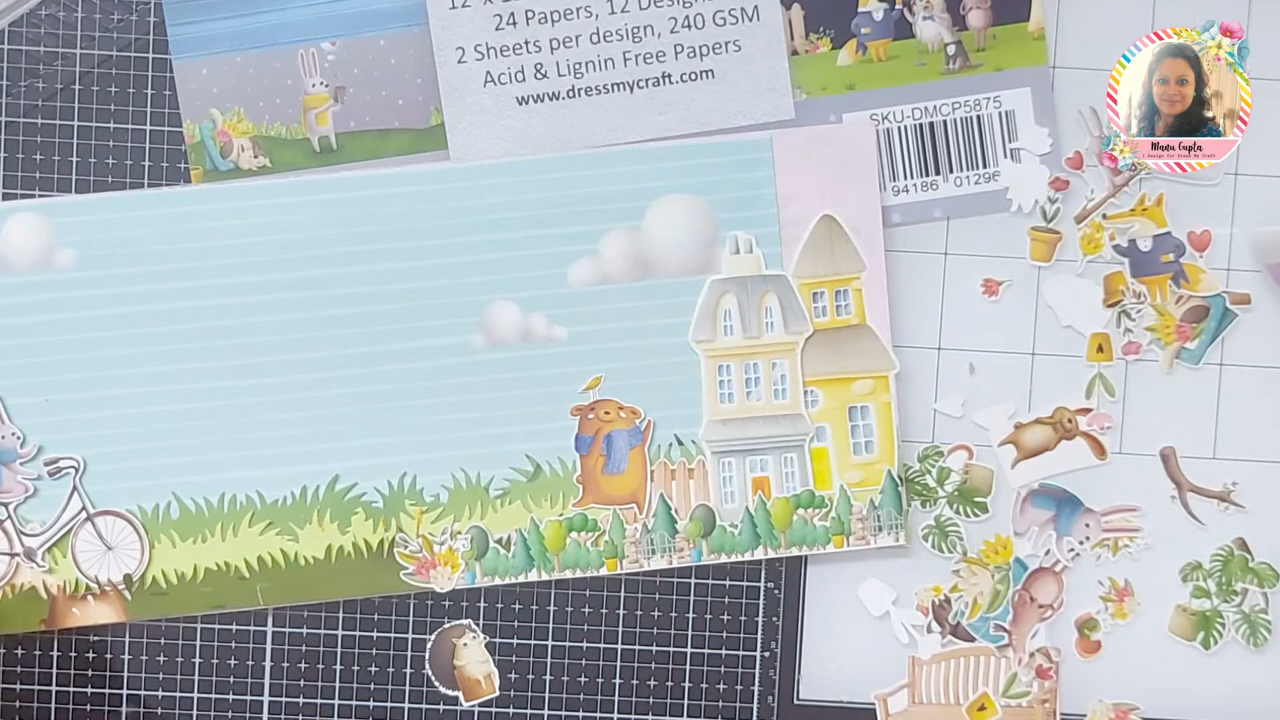 24 Papers, 12 Designs
2 Sheets per design, 240 GSM
Acid & Lignin Free Papers
www.dressmycraft.com
SKU-DMCP5875
94186 01296
Manu Gupta
I Design for Dress My Craft